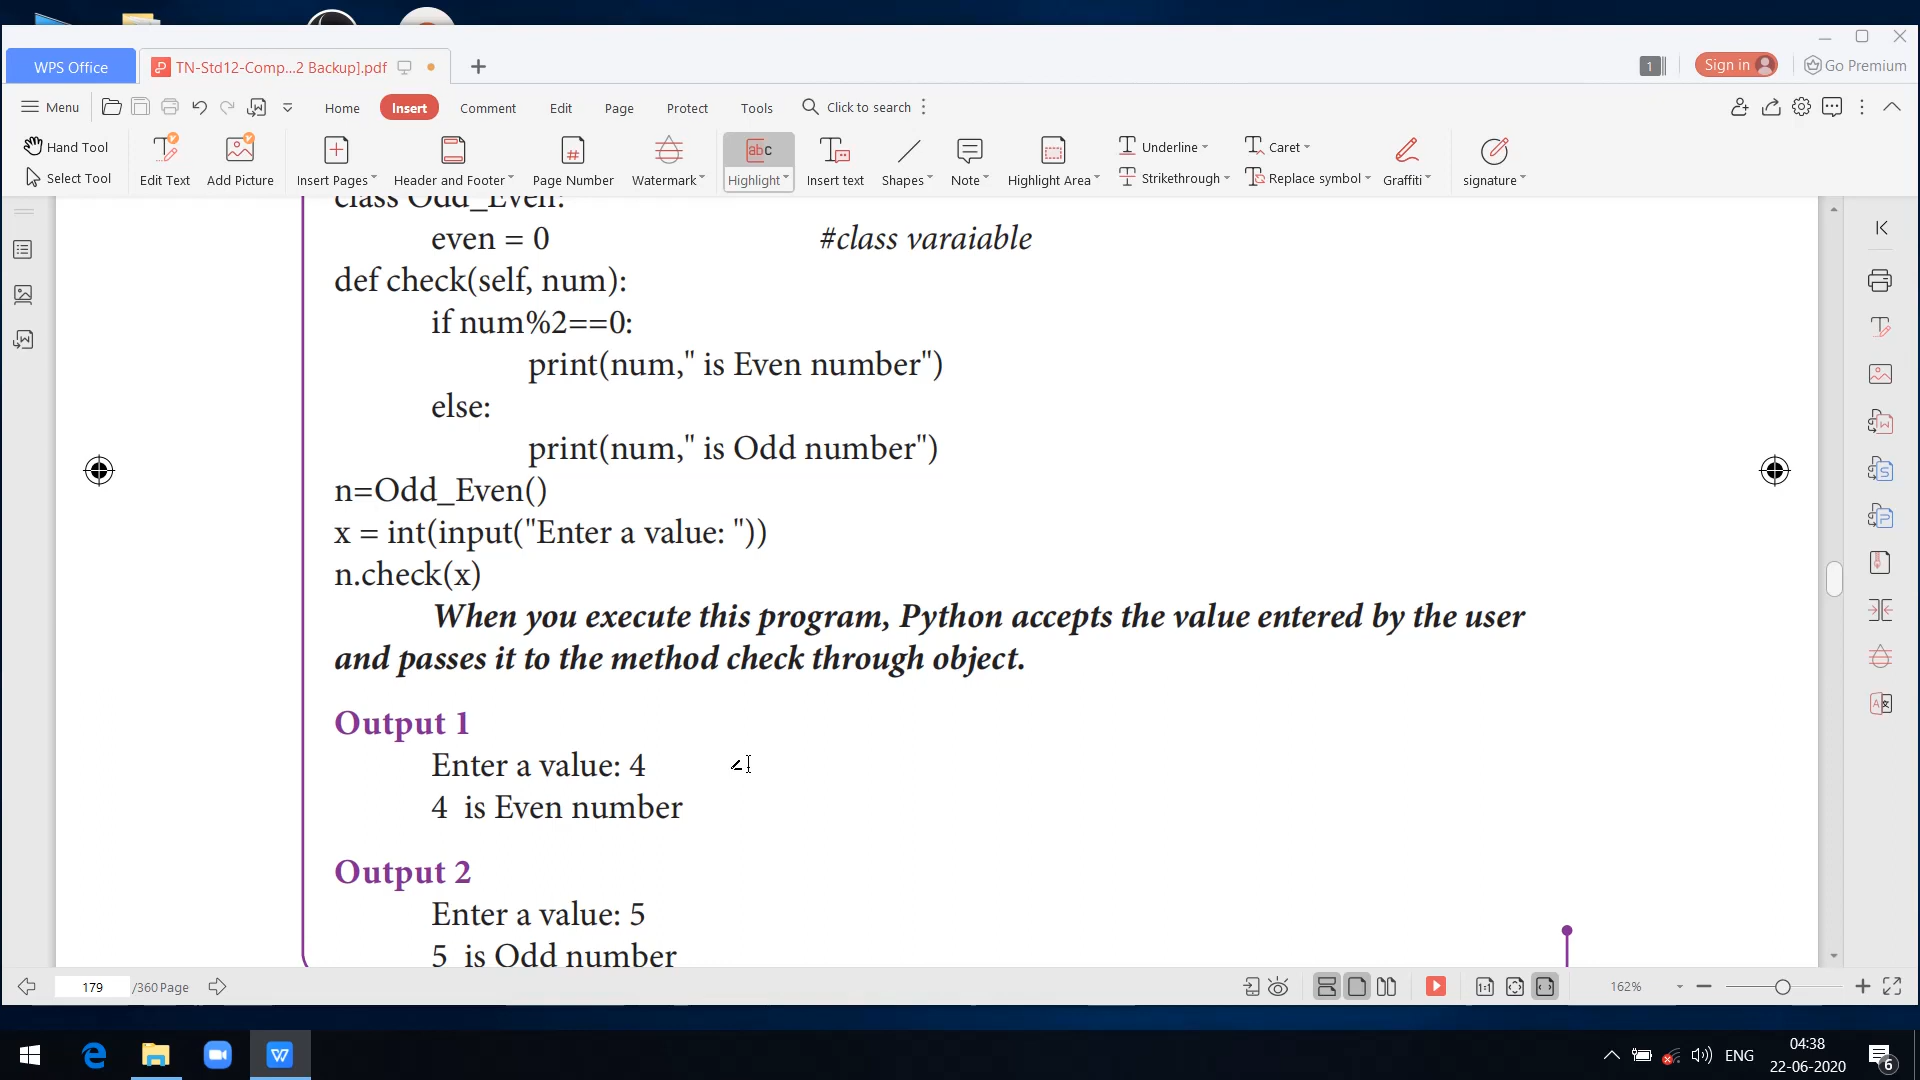 WPS Office
TN-Std12-Comp...2 Backup].pdf
1
Sign in
Go Premium
Menu
Home
Insert
Comment
Edit
Page
Protect
Tools
Click to search
Hand Tool
Select Tool
Edit Text
Add Picture
Insert Pages
Header and Footer
Page Number
Watermark
Highlight
Insert text
Shapes
Note
Highlight Area
Underline
Strikethrough
Caret
Replace symbol
Graffiti
signature
class Odd_Even:
even = 0 #class varaiable
def check(self, num):
if num%2==0:
print(num," is Even number")
else:
print(num," is Odd number")
n=Odd_Even()
x = int(input("Enter a value: "))
n.check(x)
When you execute this program, Python accepts the value entered by the user
and passes it to the method check through object.
Output 1
Enter a value: 4
4 is Even number
Output 2
Enter a value: 5
5 is Odd number
179 /360Page
162%
ENG
04:38
22-06-2020
6